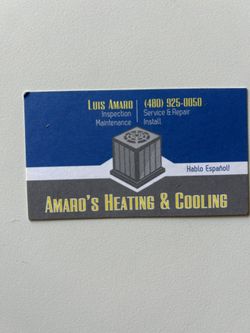 Luis Amaro (480) 925-0050
Inspection Service & Repair
Maintenance Install
Hablo Español!
Amaro's Heating & Cooling